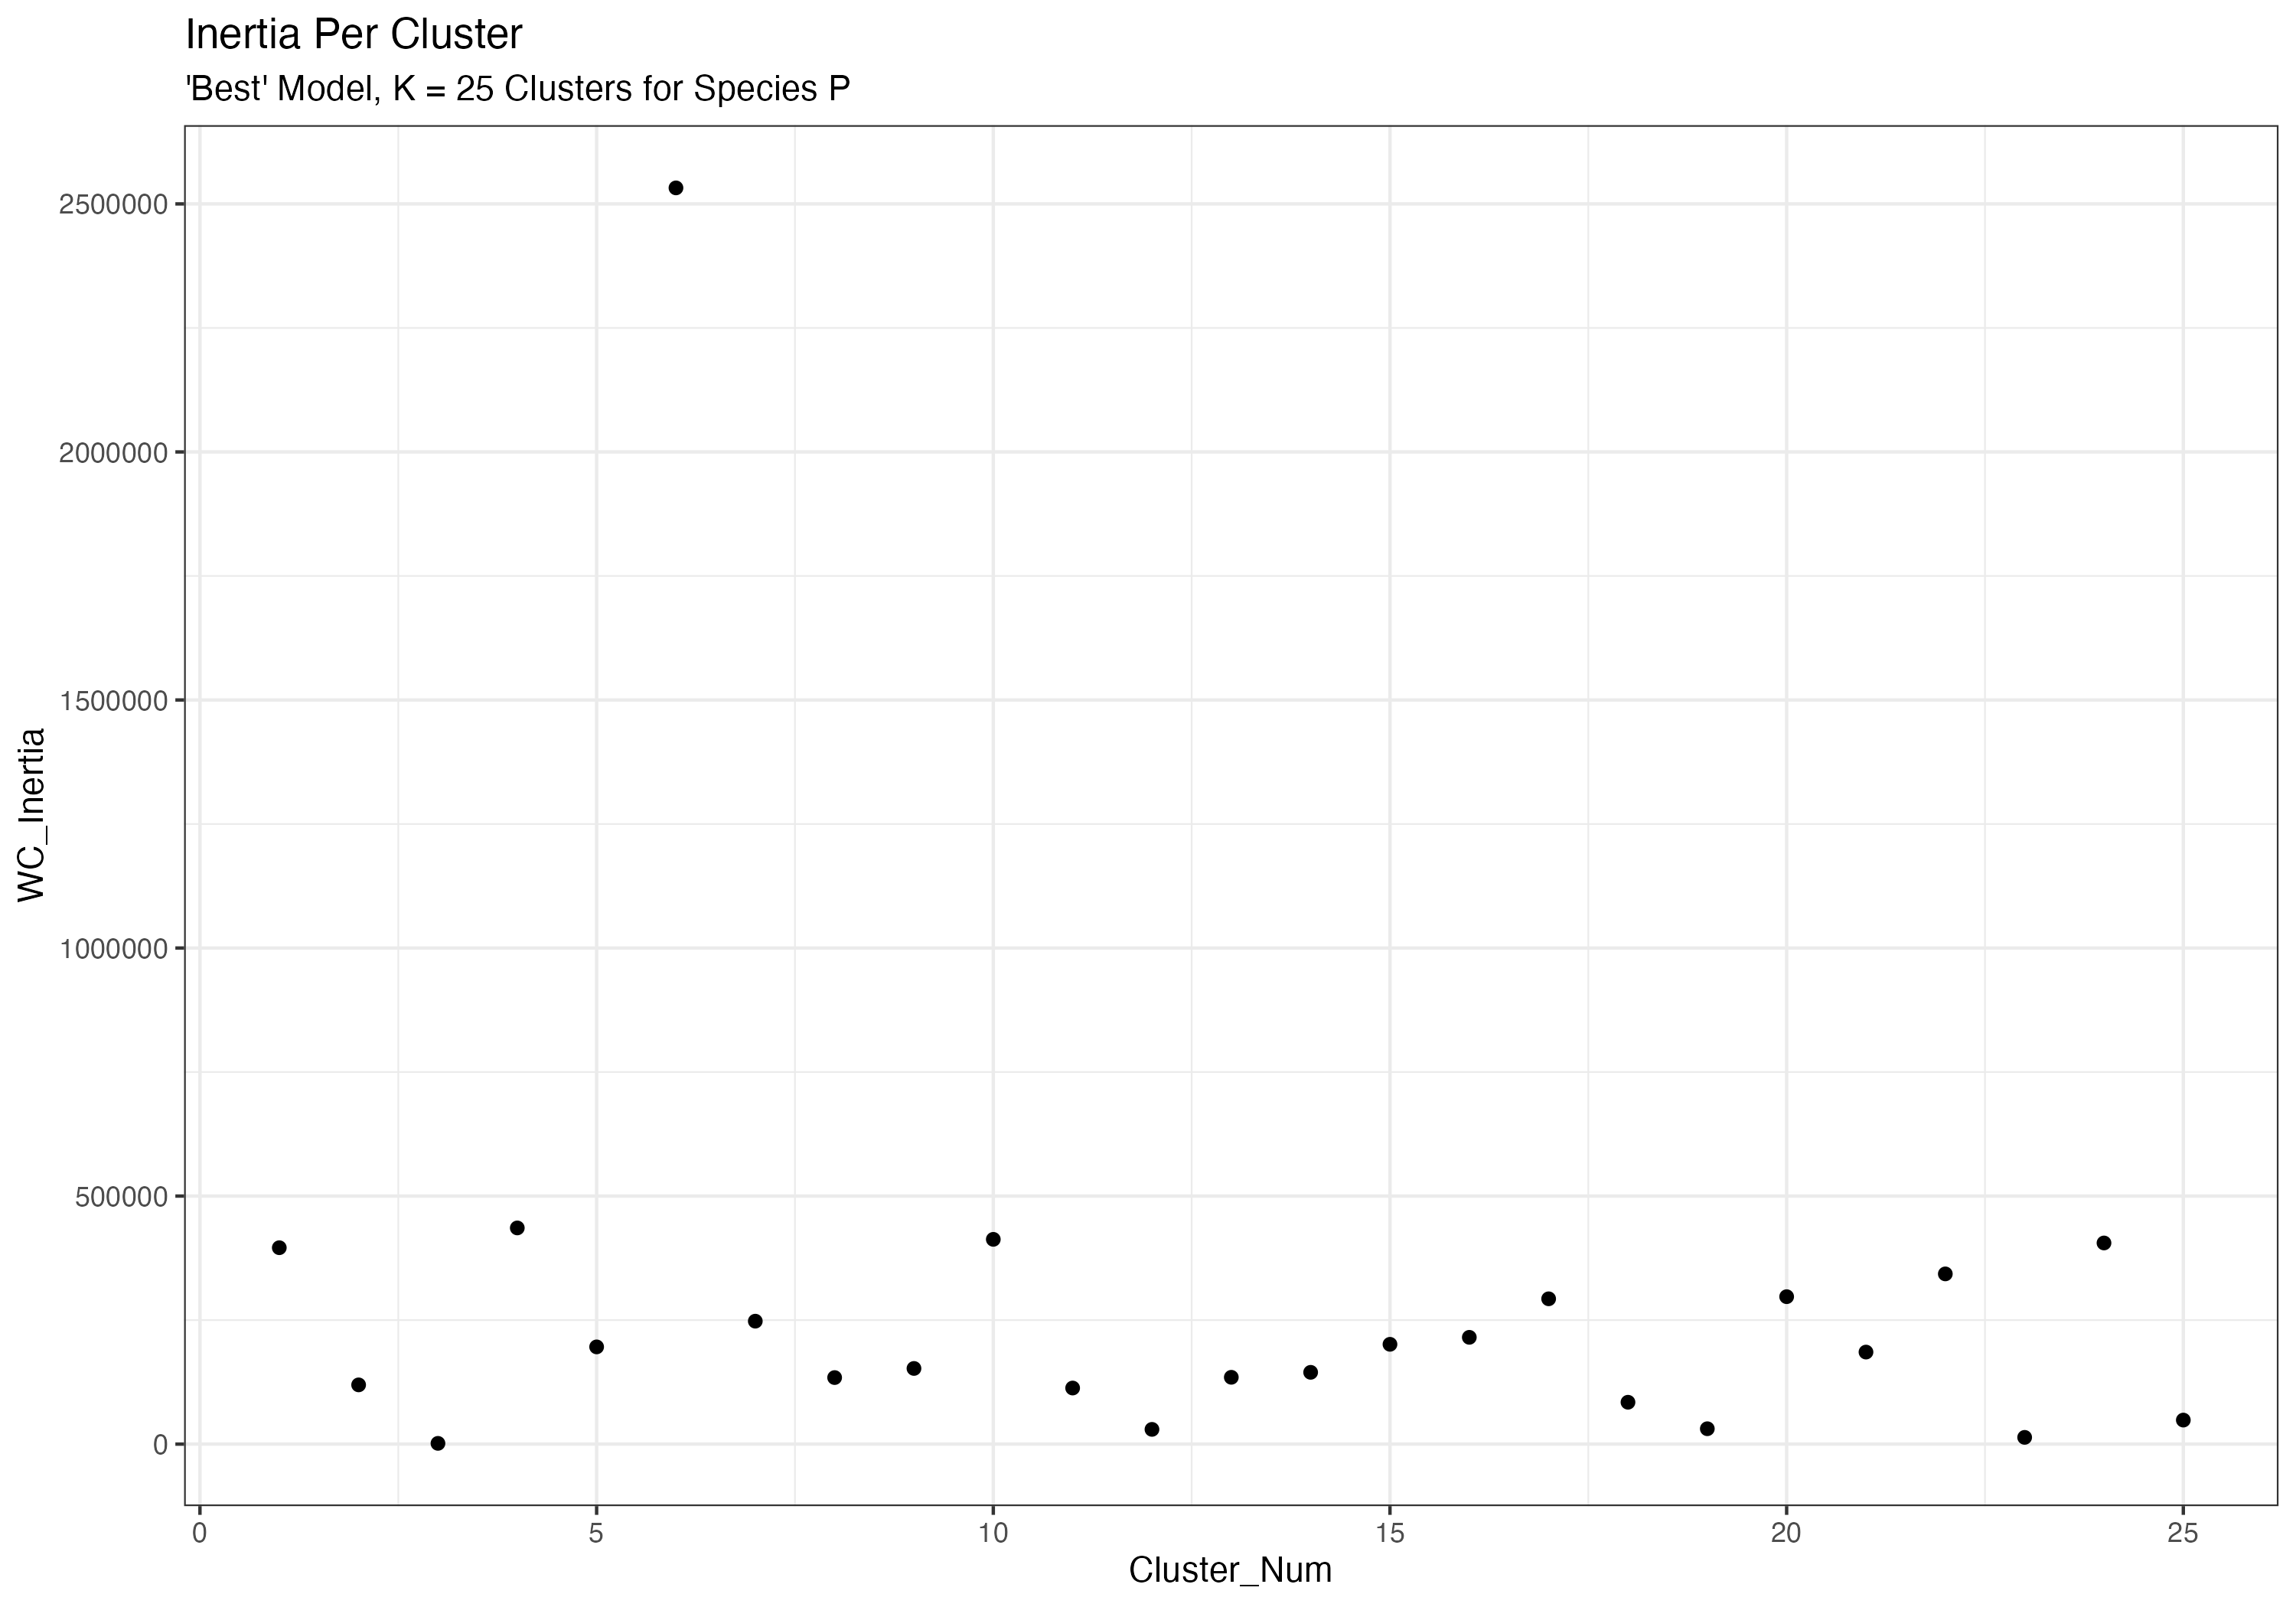 Inertia Per Cluster
'Best' Model, K = 25 Clusters for Species P
2500000
2000000
1500000
1000000
500000
0
WC_Inertia
0 5 10 15 20 25
Cluster_Num